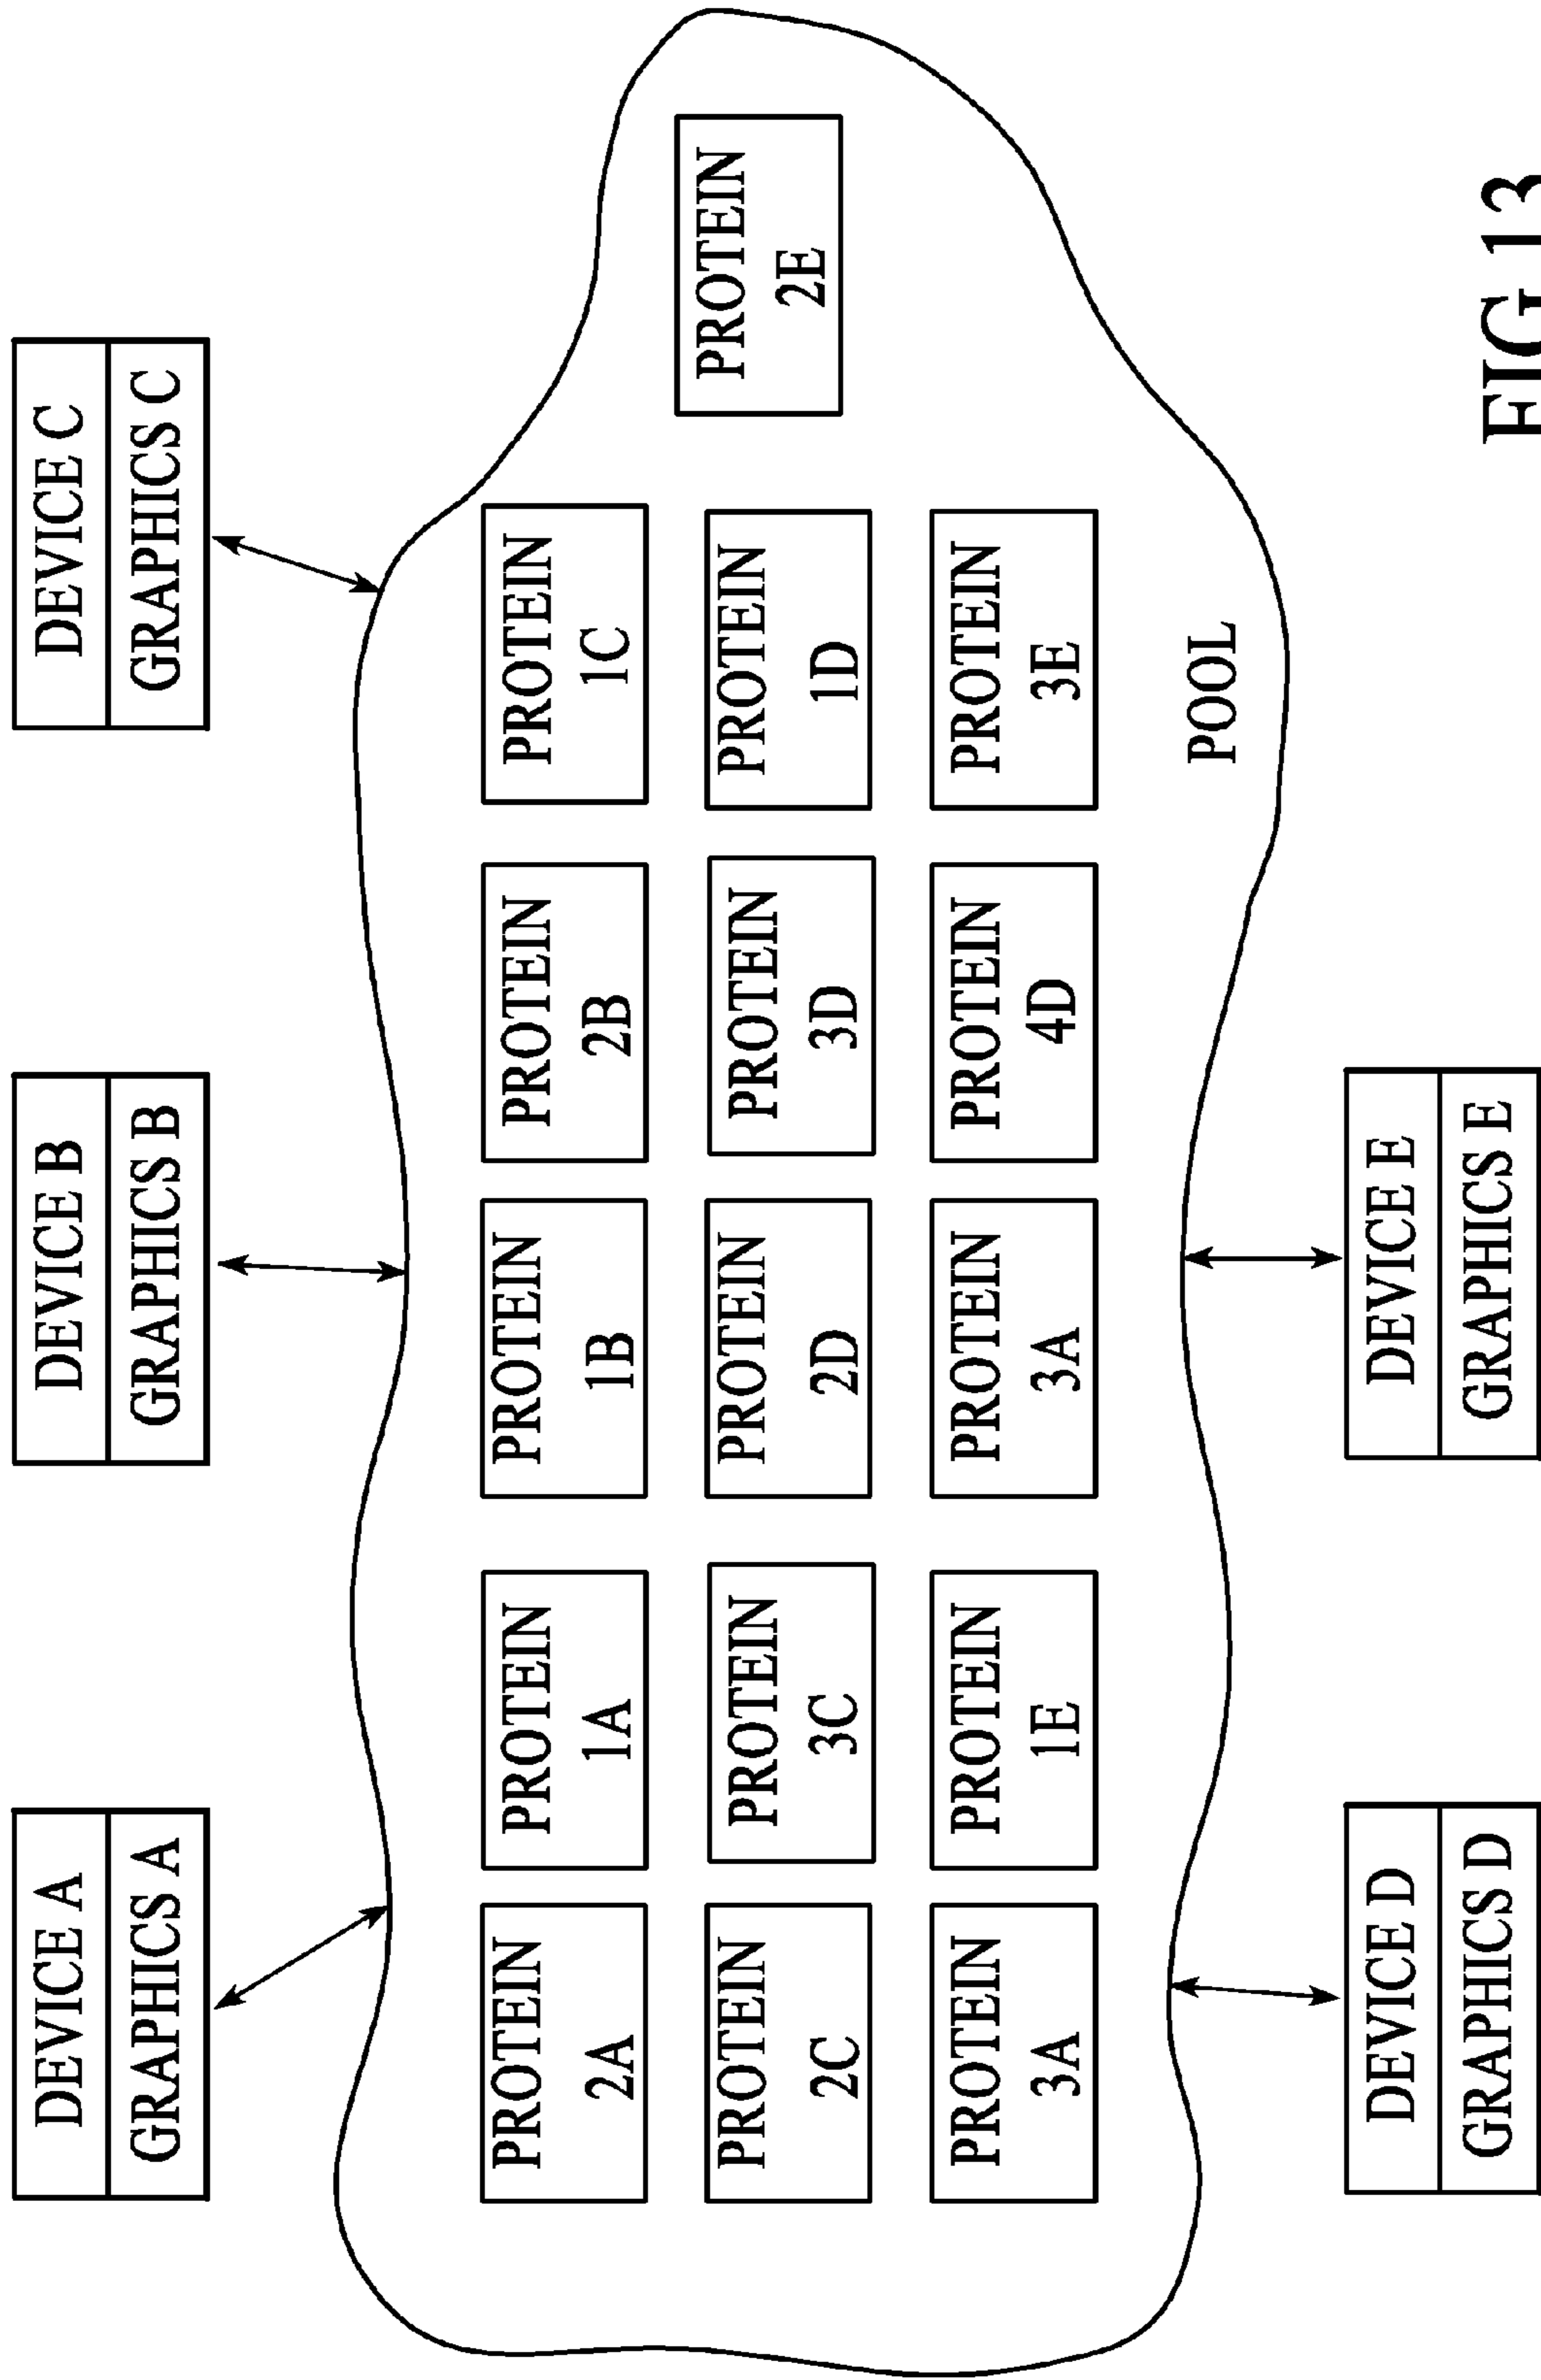 DEVICE A
GRAPHICS A
DEVICE B
GRAPHICS B
DEVICE C
GRAPHICS C
PROTEIN
2A
PROTEIN
1A
PROTEIN
1B
PROTEIN
2B
PROTEIN
1C
PROTEIN
2C
PROTEIN
3C
PROTEIN
2D
PROTEIN
3D
PROTEIN
1D
PROTEIN
2E
PROTEIN
3A
PROTEIN
1E
PROTEIN
3A
PROTEIN
4D
PROTEIN
3E
POOL
DEVICE D
GRAPHICS D
DEVICE E
GRAPHICS E
FIG 13